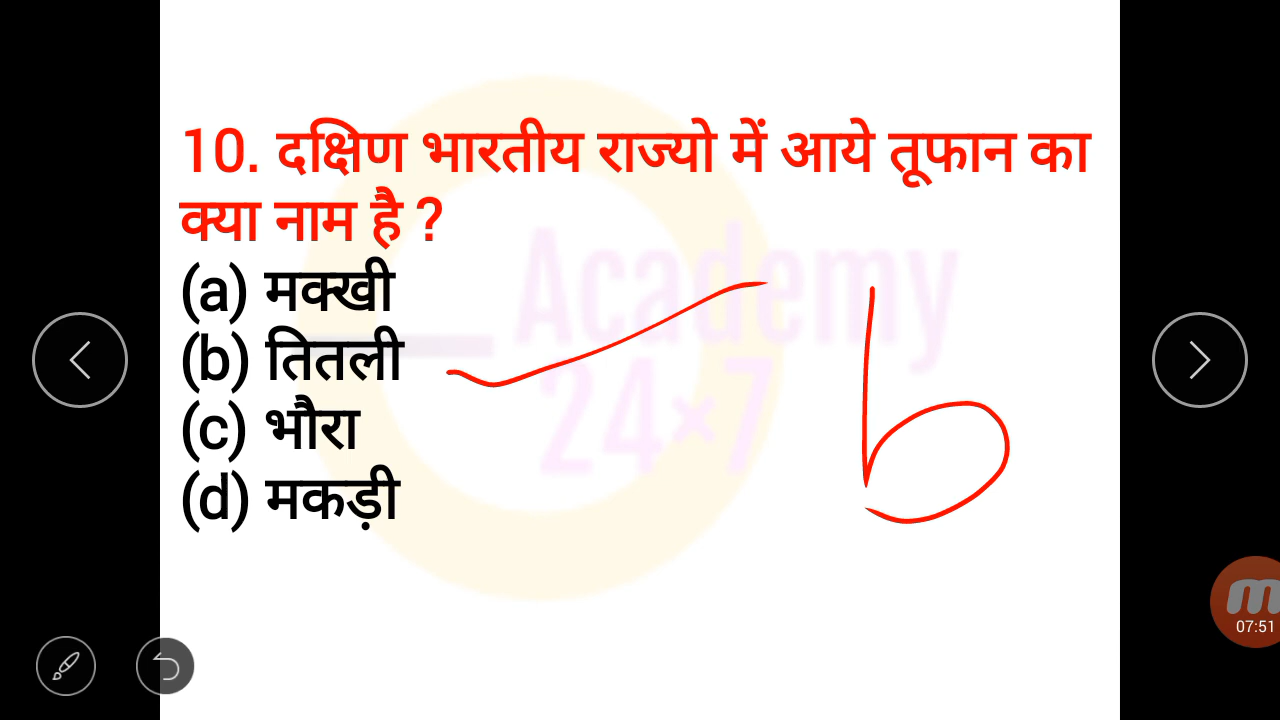 10. दक्षिण भारतीय राज्यो में आये तूफान का
क्या नाम है ?
(a) मक्खी
(b) तितली
(c) भौरा
(d) मकड़ी
Academy
24×7
b
07:51